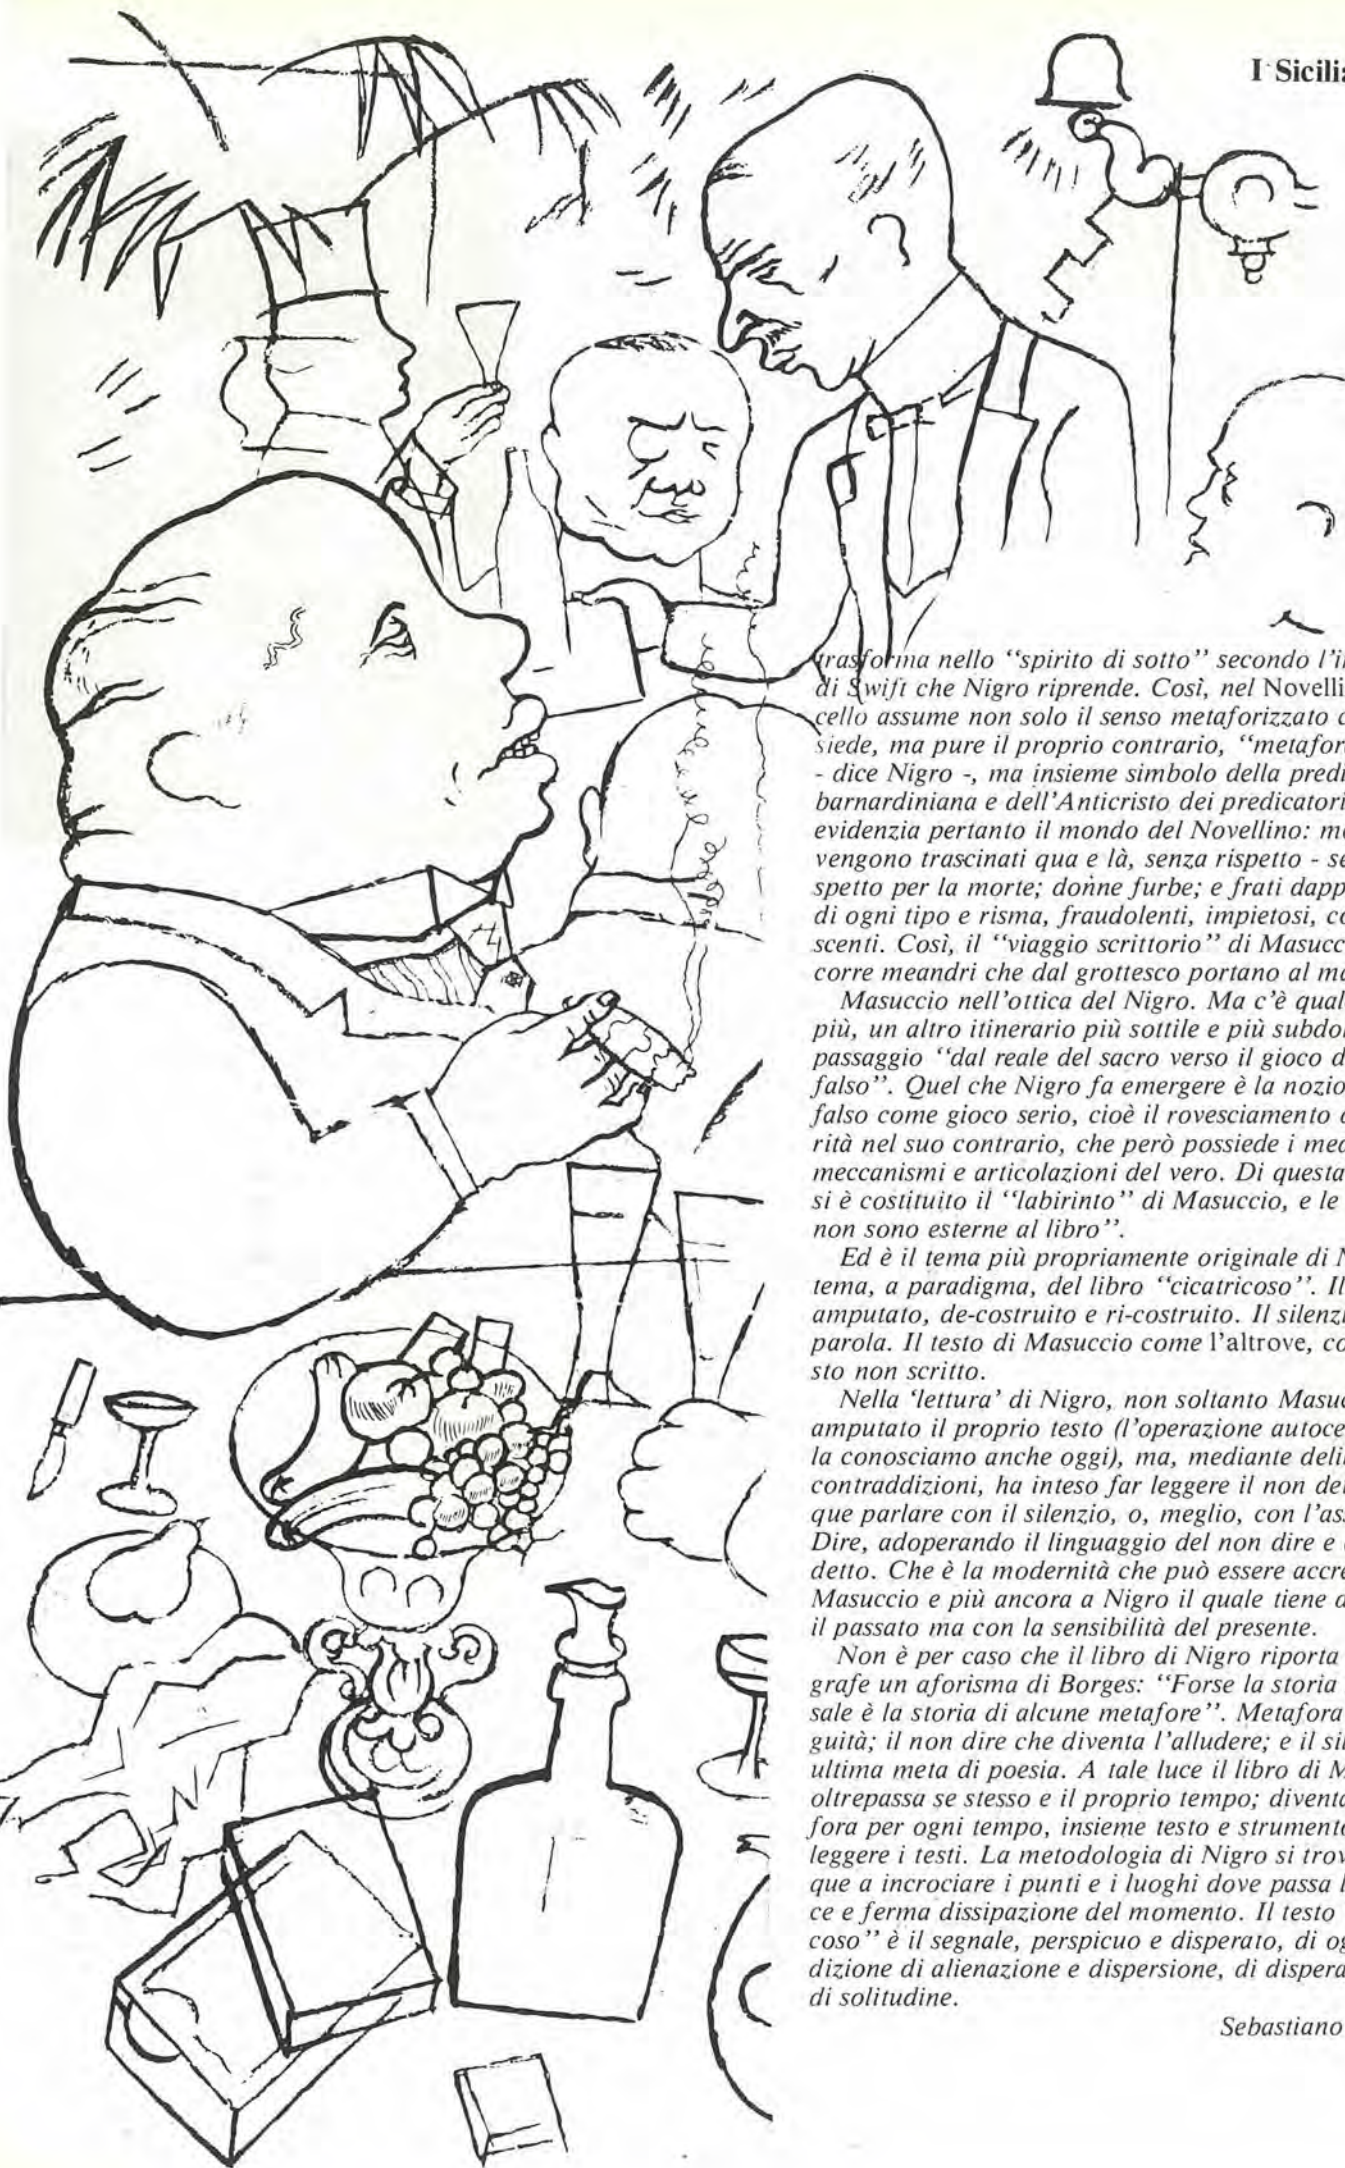 I Sicilia
trasforma nello “spirito di sotto” secondo l'i
di Swift che Nigro riprende. Così, nel Novelli
cello assume non solo il senso metaforizzato
siede, ma pure il proprio contrario, “metafor
- dice Nigro -, ma insieme simbolo della predi
barnardiniana e dell'Anticristo dei predicatori
evidenzia pertanto il mondo del Novellino: m
vengono trascinati qua e là, senza rispetto - se
spetto per la morte; donne furbe; e frati dapp
di ogni tipo e risma, fraudolenti, impietosi, co
scenti. Così, il “viaggio scrittorio” di Masucc
corre meandri che dal grottesco portano al ma
Masuccio nell'ottica del Nigro. Ma c'è qual
più, un altro itinerario più sottile e più subdo
passaggio “dal reale del sacro verso il gioco d
falso”. Quel che Nigro fa emergere è la nozio
falso come gioco serio, cioè il rovesciamento
rità nel suo contrario, che però possiede i med
meccanismi e articolazioni del vero. Di questa
si è costituito il “labirinto” di Masuccio, e le
non sono esterne al libro”.
Ed è il tema più propriamente originale di N
tema, a paradigma, del libro “cicatricoso”. Il
amputato, de-costruito e ri-costruito. Il silenzi
parola. Il testo di Masuccio come l'altrove, co
sto non scritto.
Nella ‘lettura’ di Nigro, non soltanto Masuc
amputato il proprio testo (l'operazione autoce
la conosciamo anche oggi), ma, mediante deli
contraddizioni, ha inteso far leggere il non de
que parlare con il silenzio, o, meglio, con l'ass
Dire, adoperando il linguaggio del non dire e
detto. Che è la modernità che può essere accre
Masuccio e più ancora a Nigro il quale tiene d
il passato ma con la sensibilità del presente.
Non è per caso che il libro di Nigro riporta
grafe un aforisma di Borges: “Forse la storia
sale è la storia di alcune metafore”. Metafora
guità; il non dire che diventa l'alludere; e il sil
ultima meta di poesia. A tale luce il libro di M
oltrepassa se stesso e il proprio tempo; diventa
fora per ogni tempo, insieme testo e strumento
leggere i testi. La metodologia di Nigro si trov
que a incrociare i punti e i luoghi dove passa l
ce e ferma dissipazione del momento. Il testo
coso” è il segnale, perspicuo e disperato, di og
dizione di alienazione e dispersione, di dispera
di solitudine.
Sebastiano